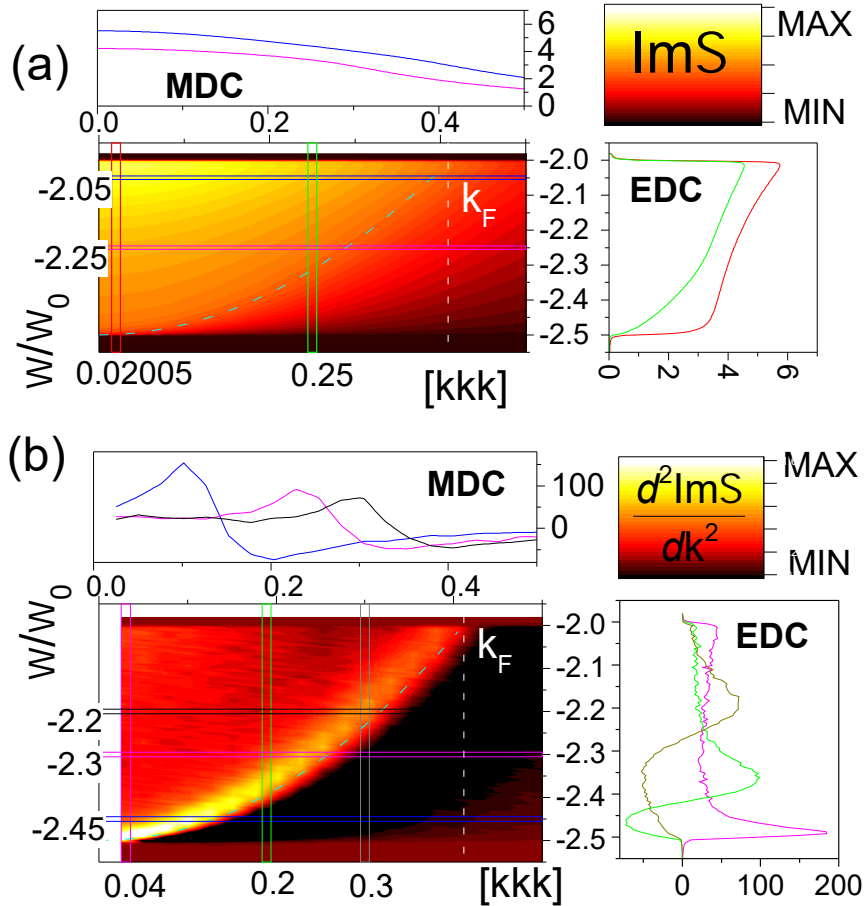 (a)
MDC
6
4
2
0
0.0 0.2 0.4
ImS
MAX
MIN
w/w0
-2.05
-2.25
kF
-2.0
-2.1
-2.2
-2.3
-2.4
-2.5
0.02005 0.25 [kkk]
EDC
0 2 4 6
(b)
MDC
100
0
0.0 0.2 0.4
d²ImS
dk²
MAX
MIN
w/w0
-2.2
-2.3
-2.45
kF
-2.0
-2.1
-2.2
-2.3
-2.4
-2.5
0.04 0.2 0.3 [kkk]
EDC
0 100 200